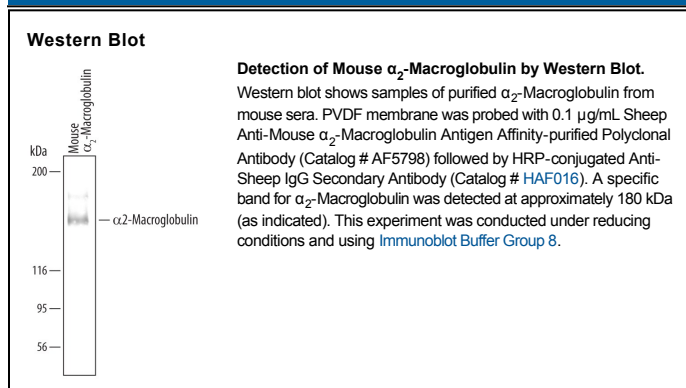 Western Blot
Mouse
α2-Macroglobulin
kDa
200
α2-Macroglobulin
116
95
56
Detection of Mouse α2-Macroglobulin by Western Blot.
Western blot shows samples of purified α2-Macroglobulin from
mouse sera. PVDF membrane was probed with 0.1 µg/mL Sheep
Anti-Mouse α2-Macroglobulin Antigen Affinity-purified Polyclonal
Antibody (Catalog # AF5798) followed by HRP-conjugated Anti-
Sheep IgG Secondary Antibody (Catalog # HAF016). A specific
band for α2-Macroglobulin was detected at approximately 180 kDa
(as indicated). This experiment was conducted under reducing
conditions and using Immunoblot Buffer Group 8.